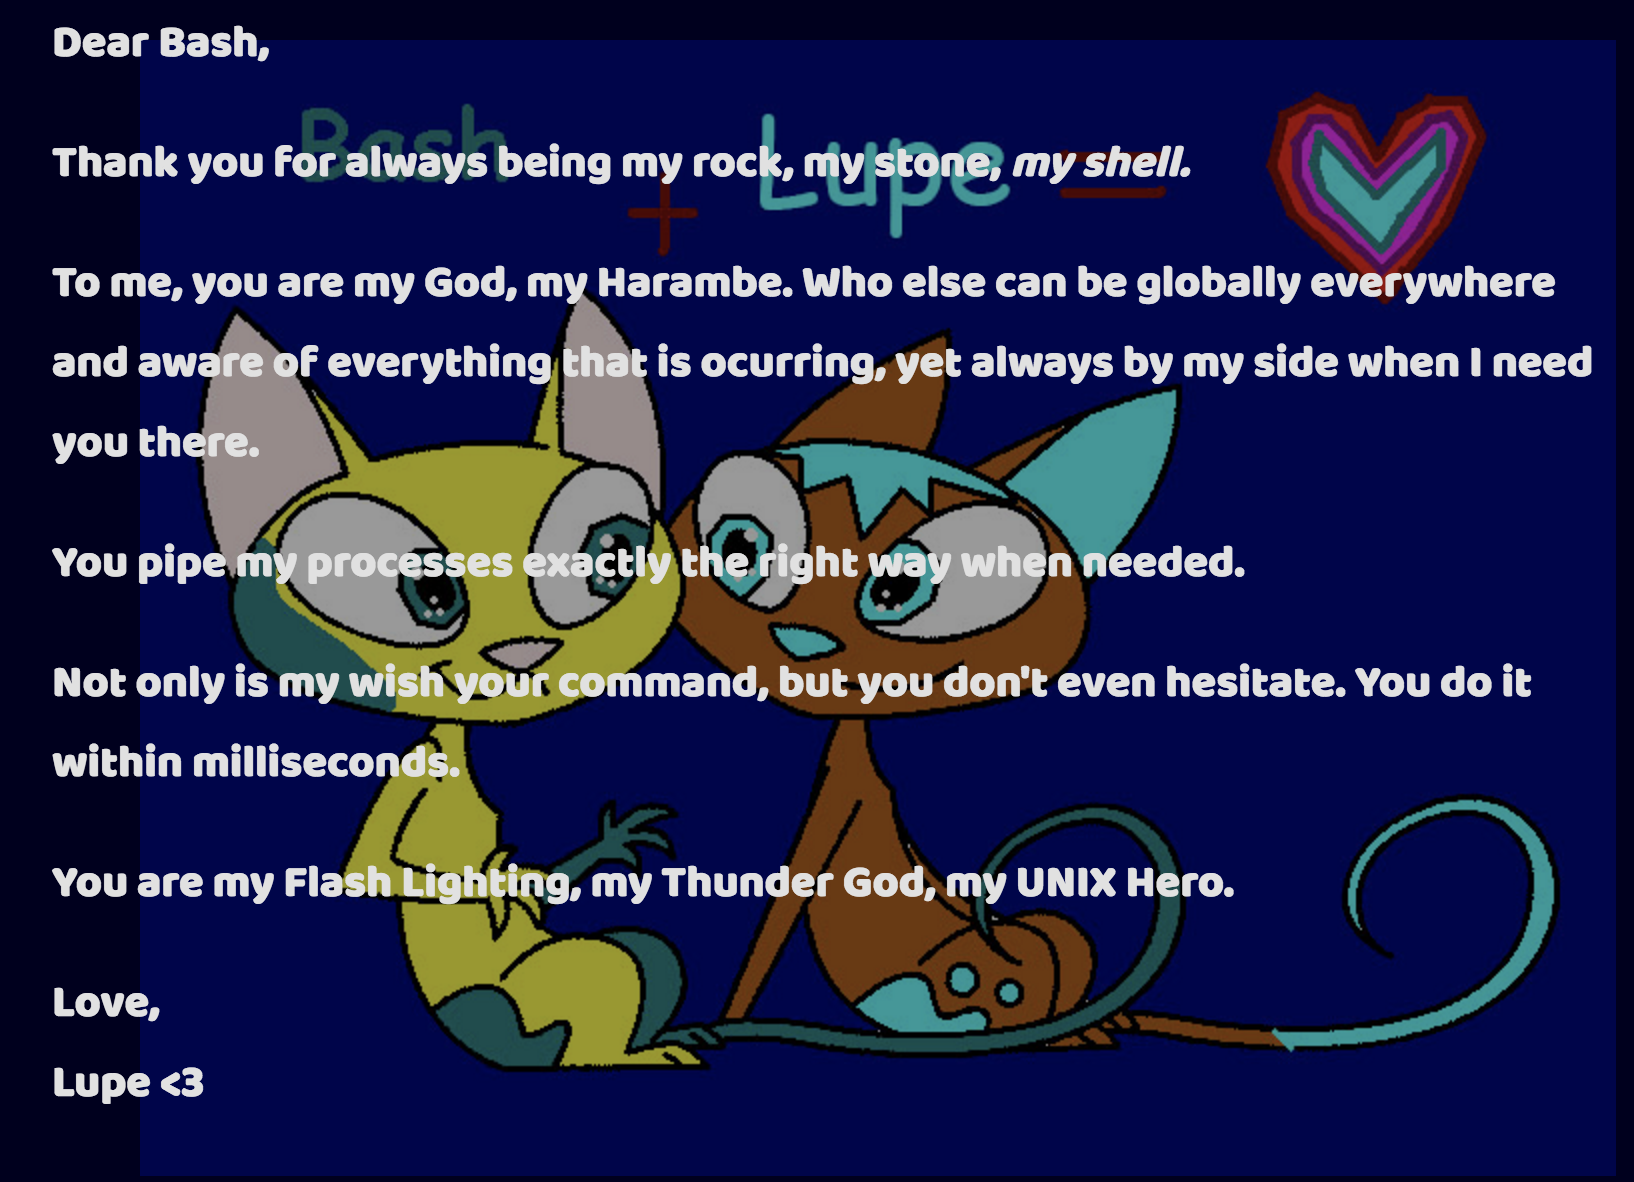 Dear Bash,
Bash + Lupe =
Thank you for always being my rock, my stone, my shell.
To me, you are my God, my Harambe. Who else can be globally everywhere
and aware of everything that is ocurring, yet always by my side when I need
you there.
You pipe my processes exactly the right way when needed.
Not only is my wish your command, but you don't even hesitate. You do it
within milliseconds.
You are my Flash Lighting, my Thunder God, my UNIX Hero.
Love,
Lupe <3